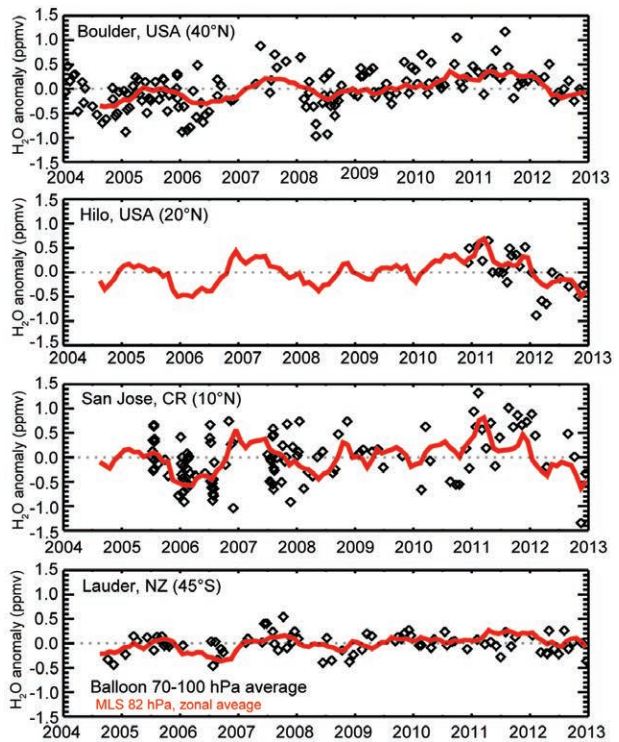 H2O anomaly (ppmv)
1.5
1.0
0.5
0.0
-0.5
-1.0
-1.5
Boulder, USA (40°N)
2004 2005 2006 2007 2008 2009 2010 2011 2012 2013
H2O anomaly (ppmv)
1.5
1.0
0.5
0.0
-0.5
-1.0
-1.5
Hilo, USA (20°N)
2004 2005 2006 2007 2008 2009 2010 2011 2012 2013
H2O anomaly (ppmv)
1.5
1.0
0.5
0.0
-0.5
-1.0
-1.5
San Jose, CR (10°N)
2004 2005 2006 2007 2008 2009 2010 2011 2012 2013
H2O anomaly (ppmv)
1.5
1.0
0.5
0.0
-0.5
-1.0
-1.5
Lauder, NZ (45°S)
Balloon 70-100 hPa average
MLS 82 hPa, zonal aveage
2004 2005 2006 2007 2008 2009 2010 2011 2012 2013